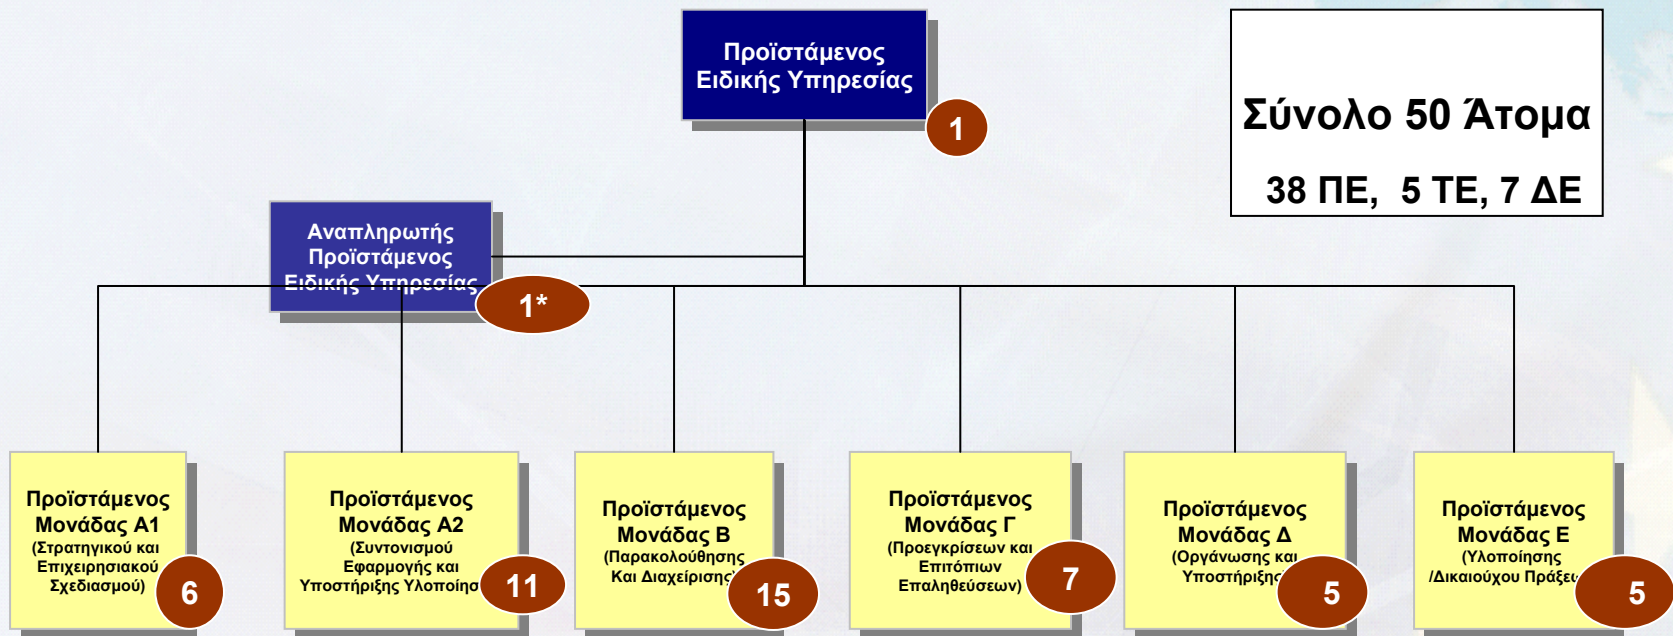 Προϊστάμενος
Ειδικής Υπηρεσίας
1
Σύνολο 50 Άτομα
38 ΠΕ, 5 ΤΕ, 7 ΔΕ
Αναπληρωτής
Προϊστάμενος
Ειδικής Υπηρεσίας
1*
Προϊστάμενος
Μονάδας Α1
(Στρατηγικού και
Επιχειρησιακού
Σχεδιασμού)
6
Προϊστάμενος
Μονάδας Α2
(Συντονισμού
Εφαρμογής και
Υποστήριξης Υλοποίησ
11
Προϊστάμενος
Μονάδας Β
(Παρακολούθησης
Και Διαχείρισης)
15
Προϊστάμενος
Μονάδας Γ
(Προεγκρίσεων και
Επιτόπιων
Επαληθεύσεων)
7
Προϊστάμενος
Μονάδας Δ
(Οργάνωσης και
Υποστήριξης)
5
Προϊστάμενος
Μονάδας Ε
(Υλοποίησης
/Δικαιούχου Πράξεω
5